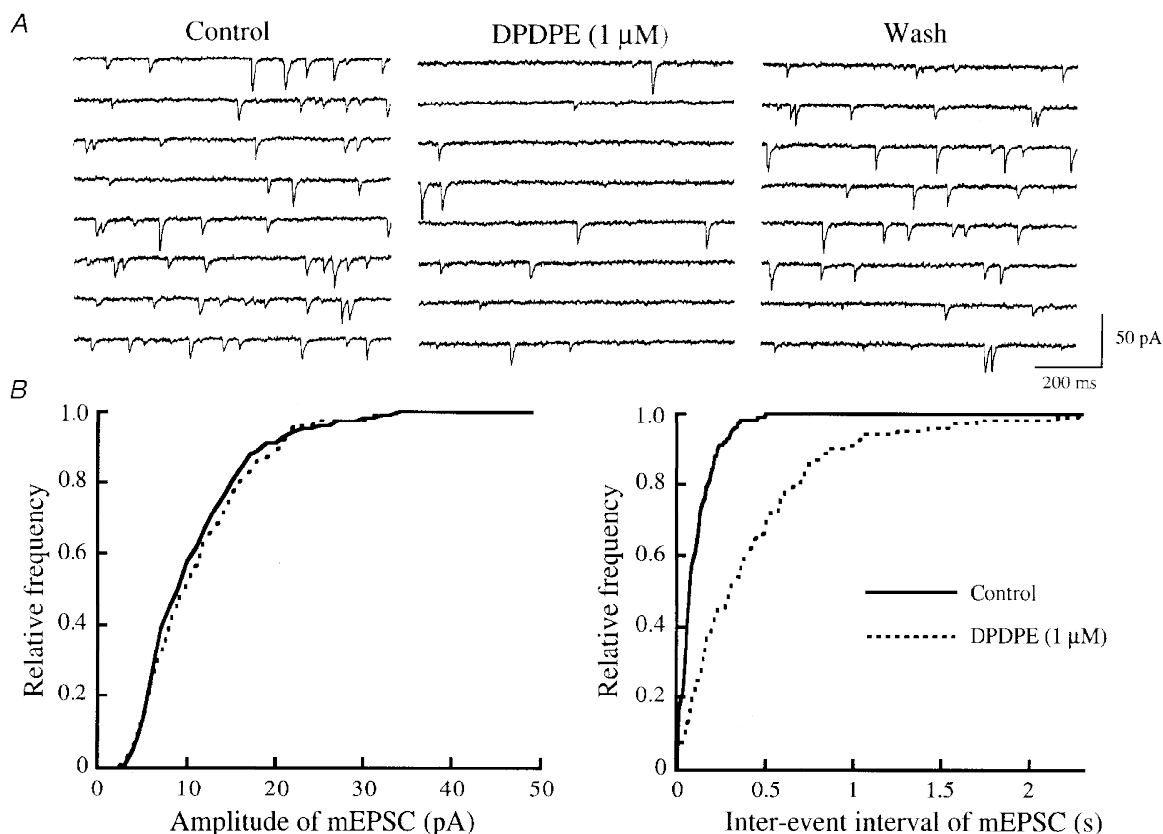 A
Control
DPDPE (1 μM)
Wash
50 pA
200 ms
B
1.0
0.8
0.6
0.4
0.2
0
Relative frequency
0
10
20
30
40
50
Amplitude of mEPSC (pA)
1.0
0.8
0.6
0.4
0.2
0
Relative frequency
Control
DPDPE (1 μM)
0
0.5
1
1.5
2
Inter-event interval of mEPSC (s)